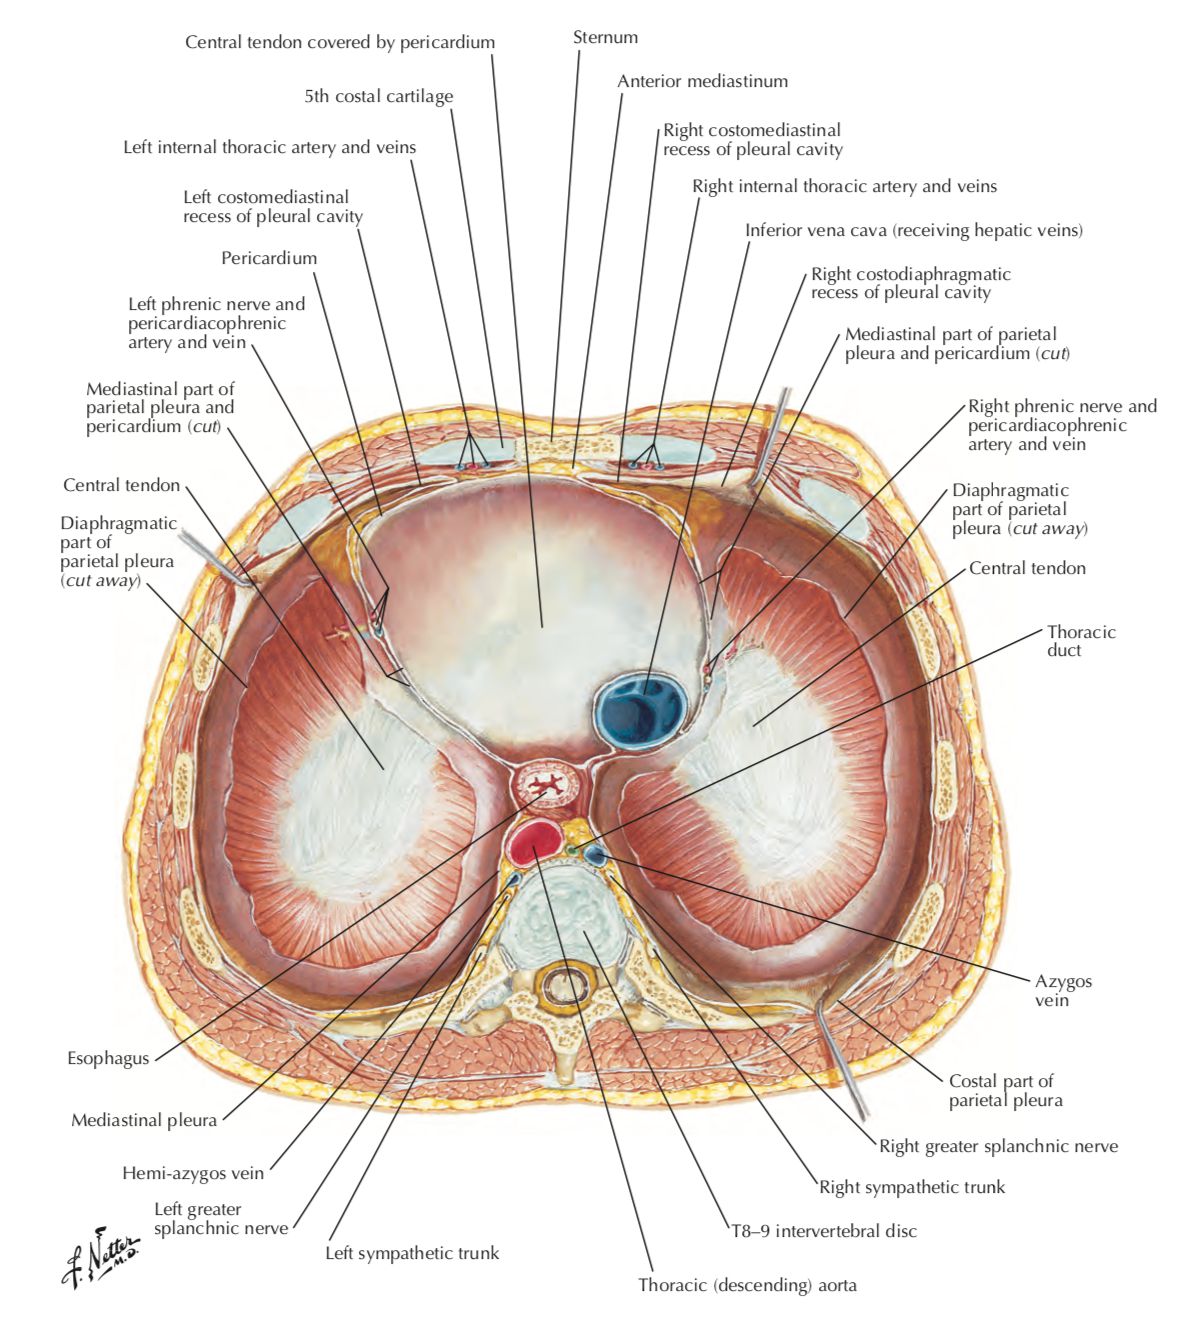 Central tendon covered by pericardium
Sternum
Anterior mediastinum
5th costal cartilage
Right costomediastinal
recess of pleural cavity
Left internal thoracic artery and veins
Right internal thoracic artery and veins
Left costomediastinal
recess of pleural cavity
Inferior vena cava (receiving hepatic veins)
Pericardium
Right costodiaphragmatic
recess of pleural cavity
Left phrenic nerve and
pericardiacophrenic
artery and vein
Mediastinal part of parietal
pleura and pericardium (cut)
Mediastinal part of
parietal pleura and
pericardium (cut)
Right phrenic nerve and
pericardiacophrenic
artery and vein
Central tendon
Diaphragmatic
part of parietal
pleura (cut away)
Diaphragmatic
part of
parietal pleura
(cut away)
Central tendon
Thoracic
duct
Azygos
vein
Esophagus
Costal part of
parietal pleura
Mediastinal pleura
Right greater splanchnic nerve
Hemi-azygos vein
Right sympathetic trunk
Left greater
splanchnic nerve
T8–9 intervertebral disc
Left sympathetic trunk
Thoracic (descending) aorta
F. Netter
M.D.